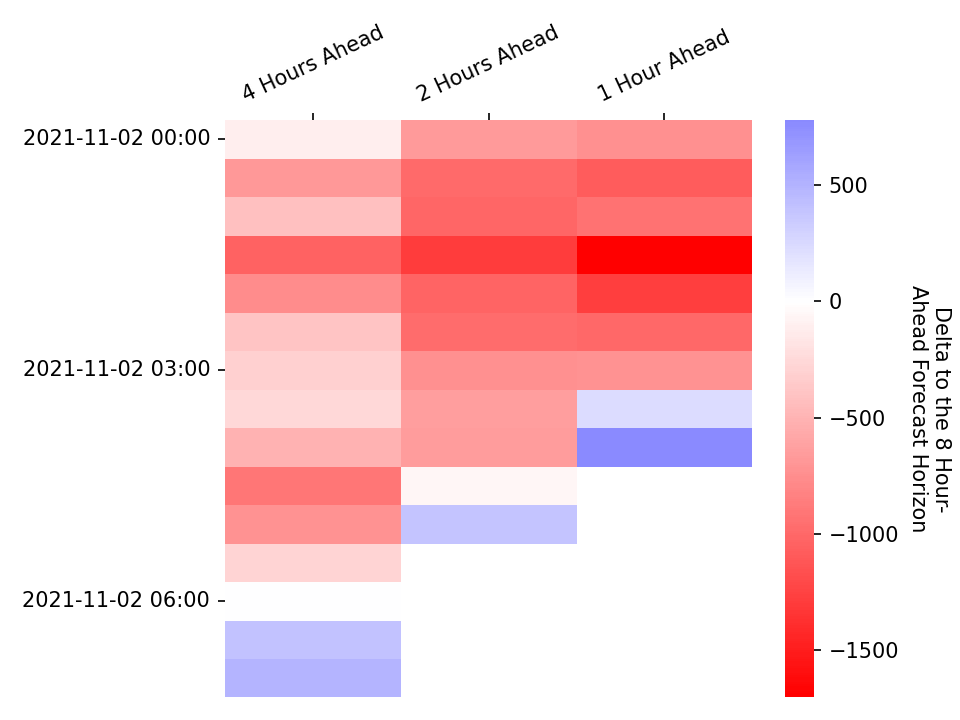 4 Hours Ahead
2 Hours Ahead
1 Hour Ahead
2021-11-02 00:00
2021-11-02 03:00
2021-11-02 06:00
500
0
−500
−1000
−1500
Delta to the 8 Hour-
Ahead Forecast Horizon